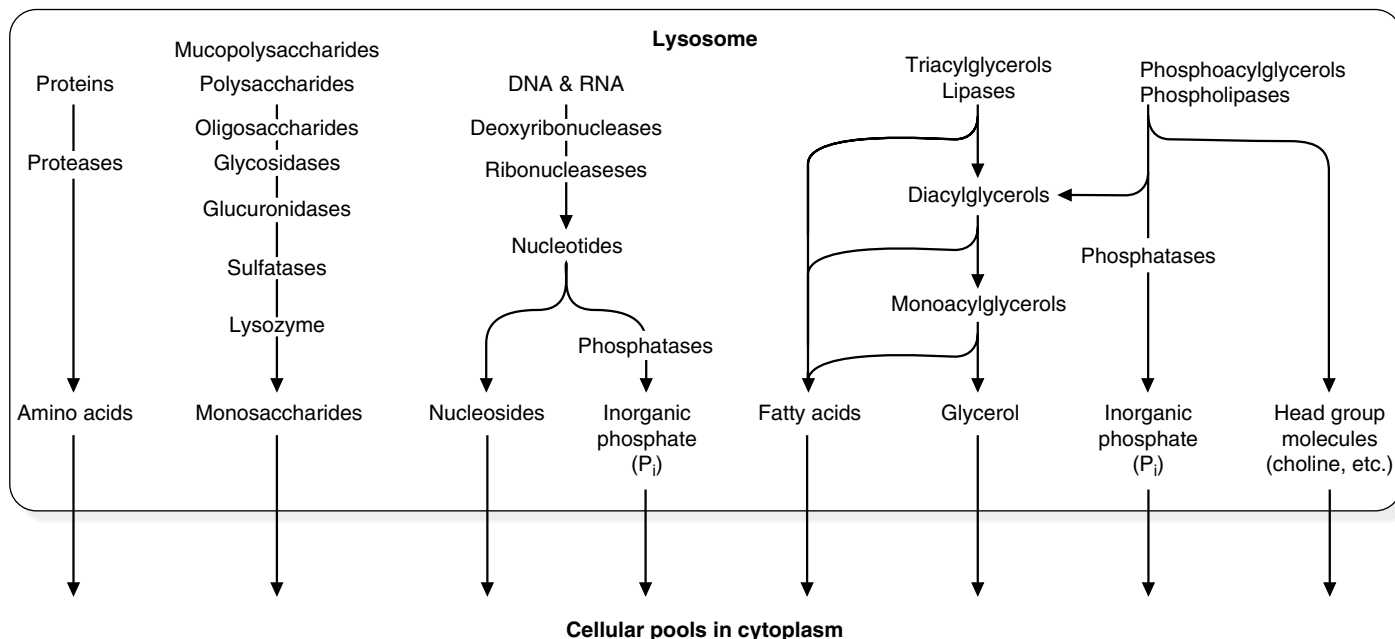 Lysosome
Mucopolysaccharides
Proteins
Polysaccharides
DNA & RNA
Triacylglycerols
Lipases
Phosphoacylglycerols
Phospholipases
Oligosaccharides
Deoxyribonucleases
Proteases
Glycosidases
Ribonucleaseses
Glucuronidases
Diacylglycerols
Nucleotides
Phosphatases
Sulfatases
Monoacylglycerols
Lysozyme
Phosphatases
Amino acids
Monosaccharides
Nucleosides
Inorganic
phosphate
(Pi)
Fatty acids
Glycerol
Inorganic
phosphate
(Pi)
Head group
molecules
(choline, etc.)
Cellular pools in cytoplasm